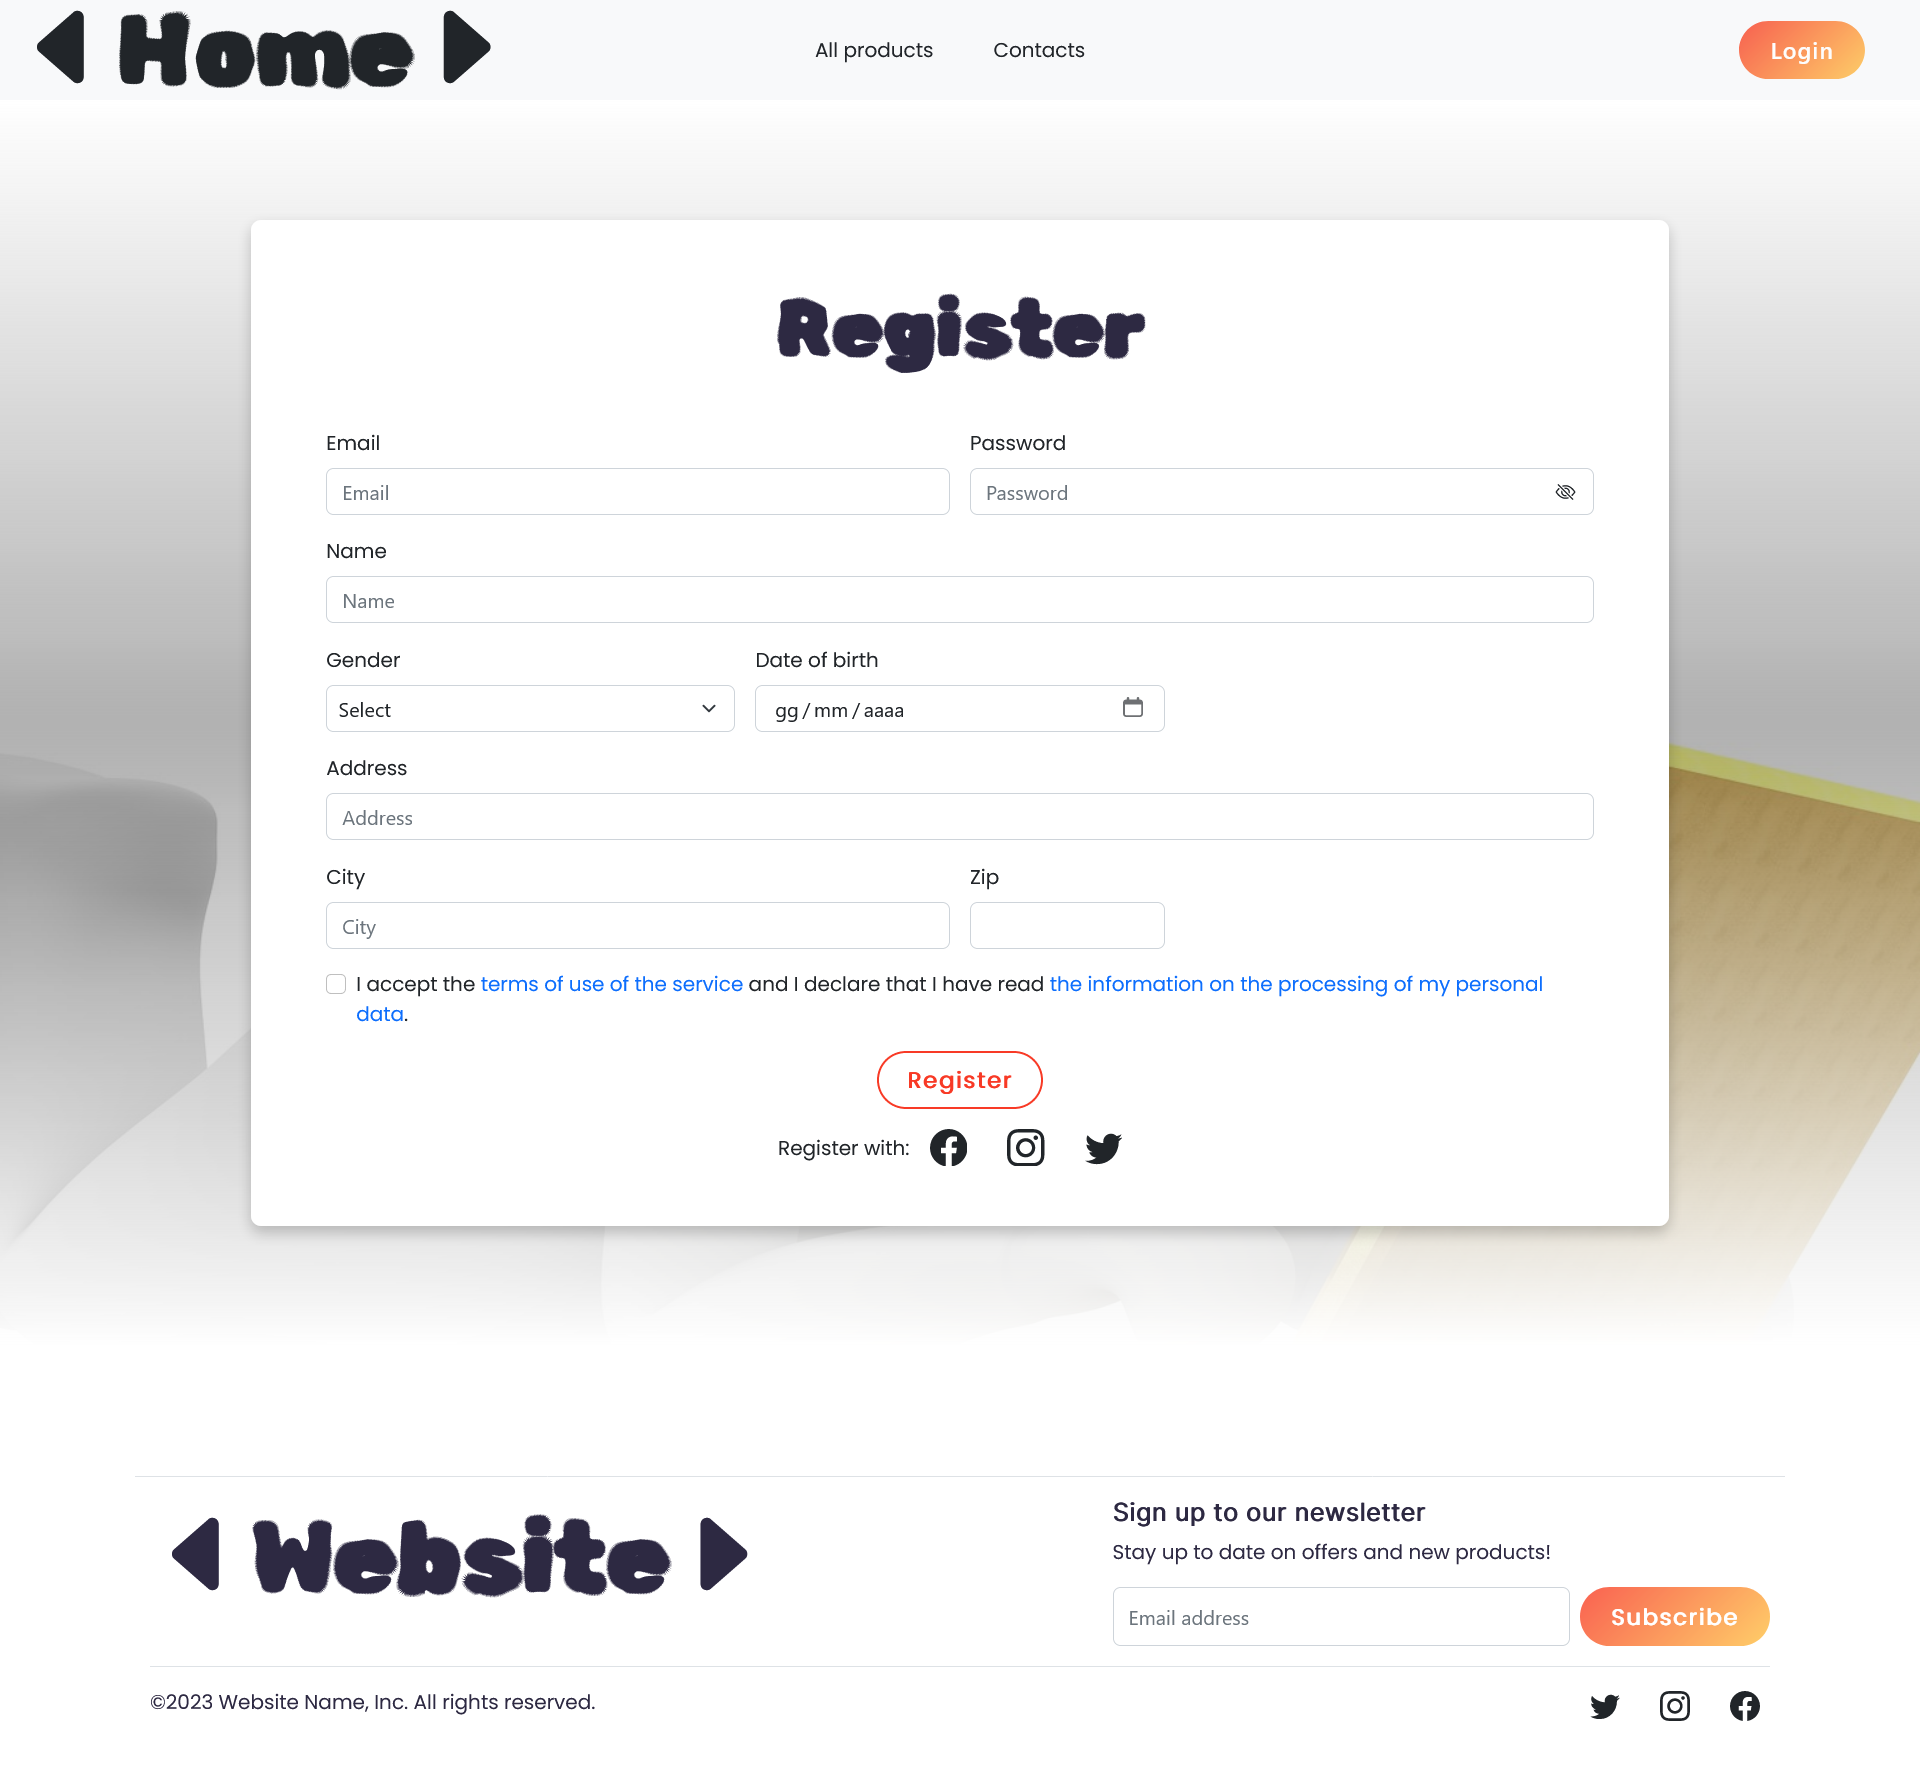 Home
All products
Contacts
Login
Register
Email
Password
Email
Password
Name
Name
Gender
Date of birth
Select
gg / mm / aaaa
Address
Address
City
Zip
City
I accept the terms of use of the service and I declare that I have read the information on the processing of my personal
data.
Register
Register with:
Website
Sign up to our newsletter
Stay up to date on offers and new products!
Email address
Subscribe
©2023 Website Name, Inc. All rights reserved.